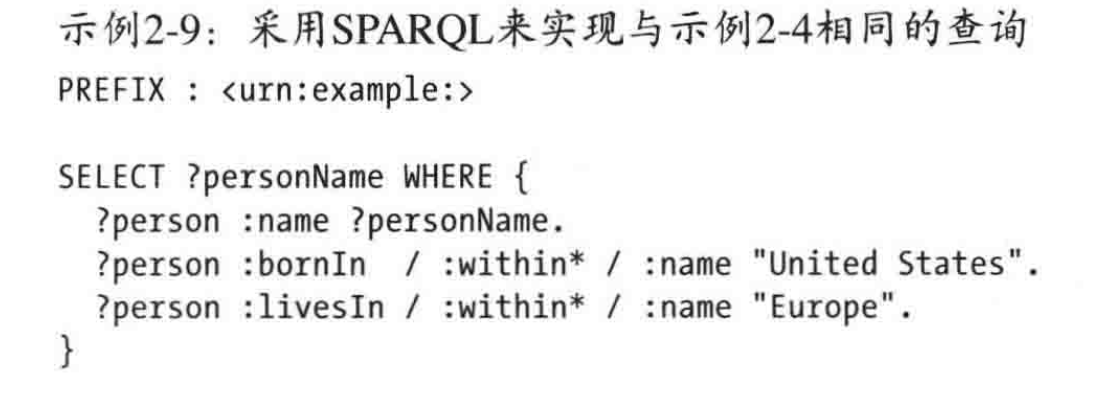 示例2-9：采用SPARQL来实现与示例2-4相同的查询
PREFIX : <urn:example:>
SELECT ?personName WHERE {
?person :name ?personName.
?person :bornIn / :within* / :name "United States".
?person :livesIn / :within* / :name "Europe".
}